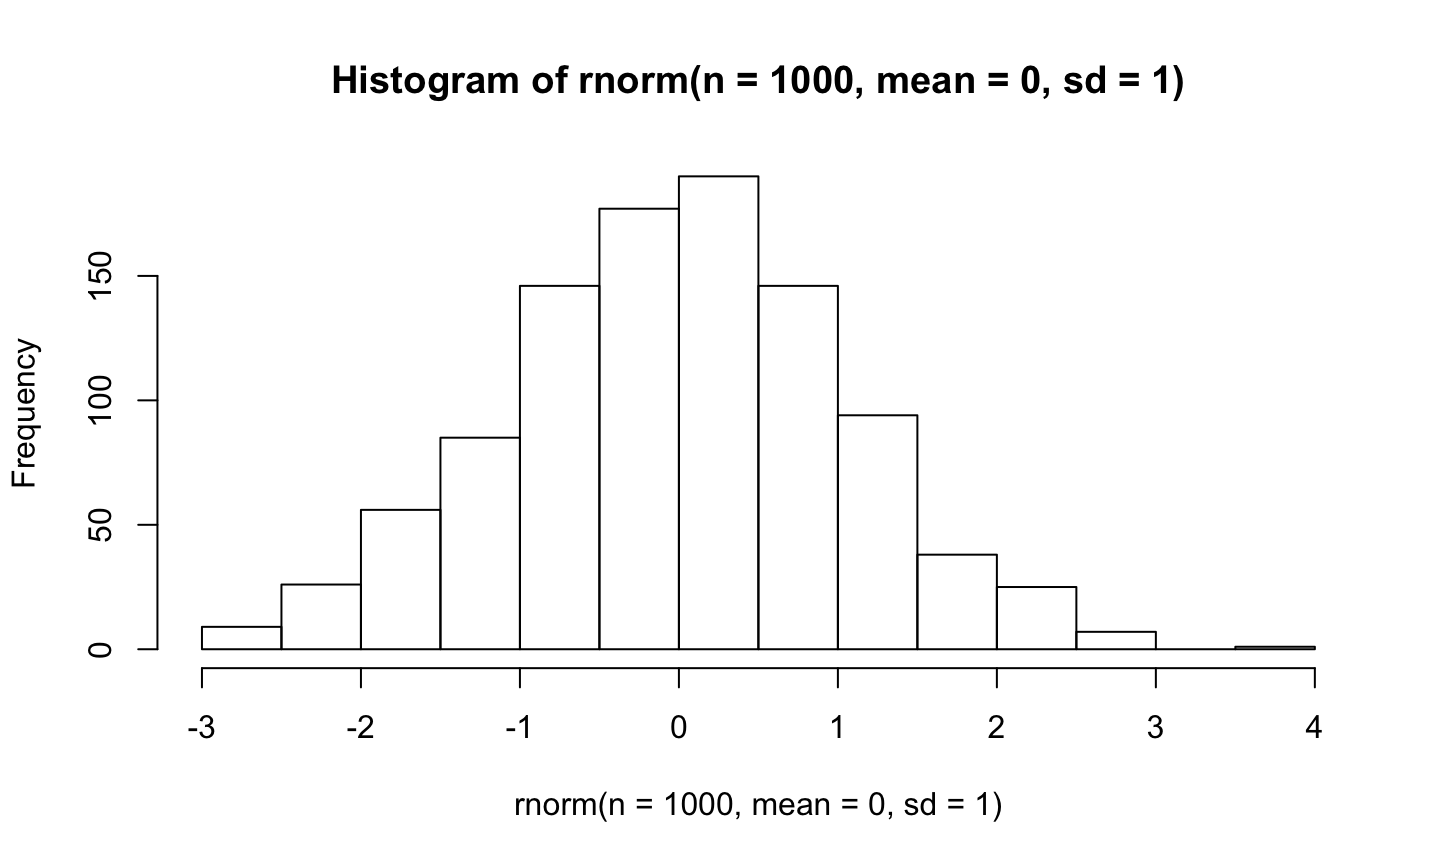 Histogram of rnorm(n = 1000, mean = 0, sd = 1)
Frequency
150
100
50
0
-3 -2 -1 0 1 2 3 4
rnorm(n = 1000, mean = 0, sd = 1)